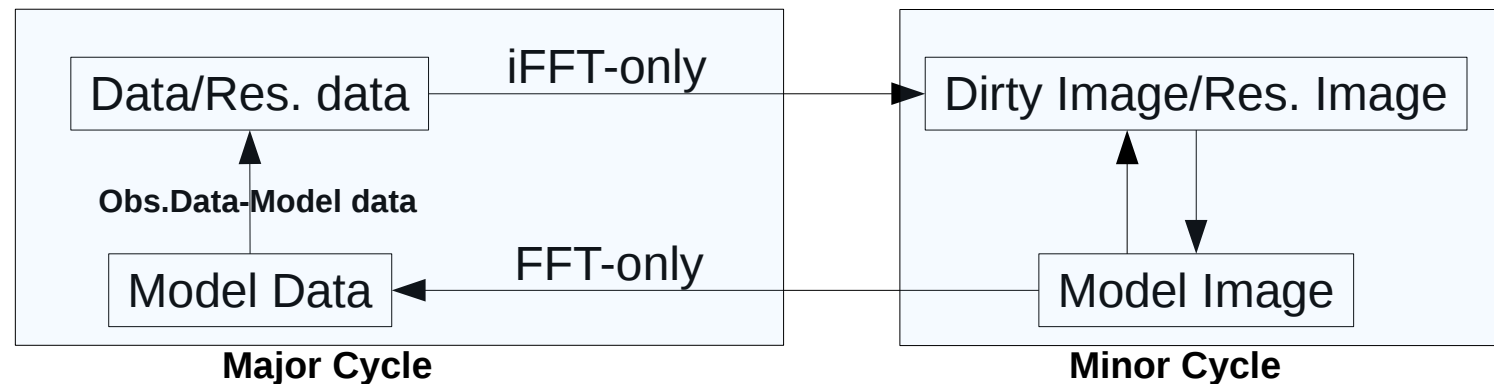 iFFT-only
Data/Res. data
Dirty Image/Res. Image
Obs.Data-Model data
FFT-only
Model Data
Model Image
Major Cycle
Minor Cycle